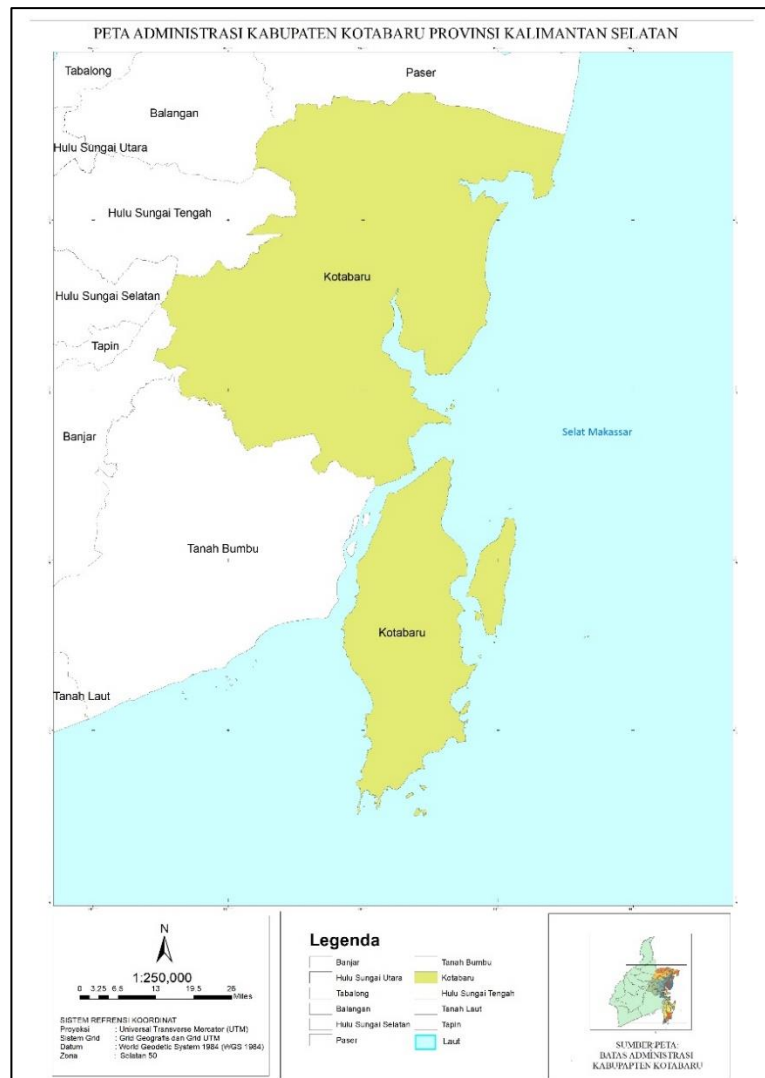 PETA ADMINISTRASI KABUPATEN KOTABARU PROVINSI KALIMANTAN SELATAN
Tabalong
Paser
Balangan
Hulu Sungai Utara
Hulu Sungai Tengah
Kotabaru
Hulu Sungai Selatan
Tapin
Banjar
Selat Makassar
Tanah Bumbu
Kotabaru
Tanah Laut
N
1:250,000
0 3.25 6.5 13 19.5 26
Miles
SISTEM REFRENSI KOORDINAT
Proyeksi : Universal Transverse Mercator (UTM)
Sistem Grid : Grid Geografis dan Grid UTM
Datum : World Geodetic System 1984 (WGS 1984)
Zona : Selatan 50
Legenda
Banjar
Hulu Sungai Utara
Tabalong
Balangan
Hulu Sungai Selatan
Paser
Tanah Bumbu
Kotabaru
Hulu Sungai Tengah
Tanah Laut
Tapin
Laut
SUMBER PETA:
BATAS ADMINISTRASI
KABUPAPTEN KOTABARU